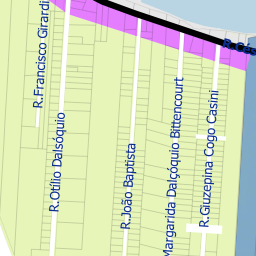 R.Francisco Girardi
R.Otílio Dalsóquio
R.João Baptista
Margarida Dalçóquio Bittencourt
R.Giuzepina Cogo Casini